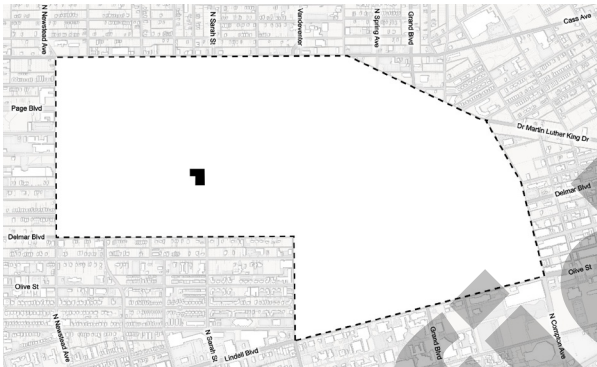 N Newstead Ave
N Sarah St
Vandeventer
N Spring Ave
Grand Blvd
Cass Ave
Page Blvd
Dr Martin Luther King Dr
Delmar Blvd
Delmar Blvd
Olive St
Olive St
N Newstead Ave
N Sarah St
Lindell Blvd
Grand Blvd
N Compton Ave